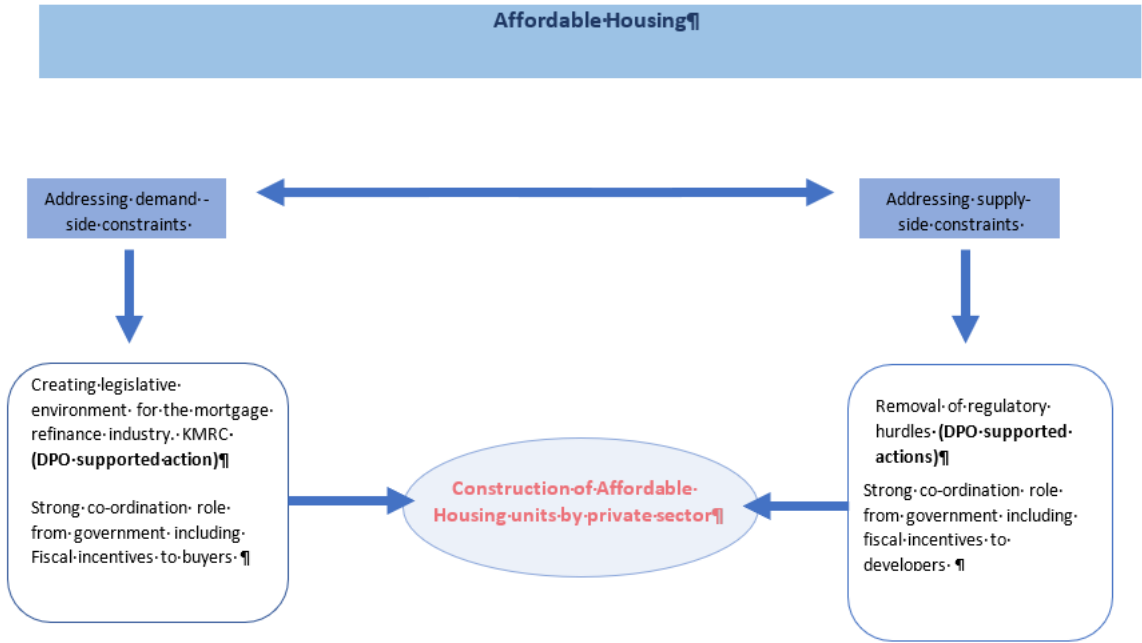 Affordable·Housing¶
Addressing· demand· -
side·constraints·
Addressing· supply-
side·constraints·
Creating·legislative·
environment· for·the·mortgage·
refinance· industry.· KMRC·
(DPO·supported·action)¶
Strong· co-ordination· role·
from· government· including·
Fiscal·incentives·to·buyers· ¶
Construction·of·Affordable·
Housing·units·by·private·sector¶
Removal· of·regulatory·
hurdles· (DPO·supported·
actions)¶
Strong· co-ordination· role·
from· government· including·
fiscal·incentives·to·
developers· ¶